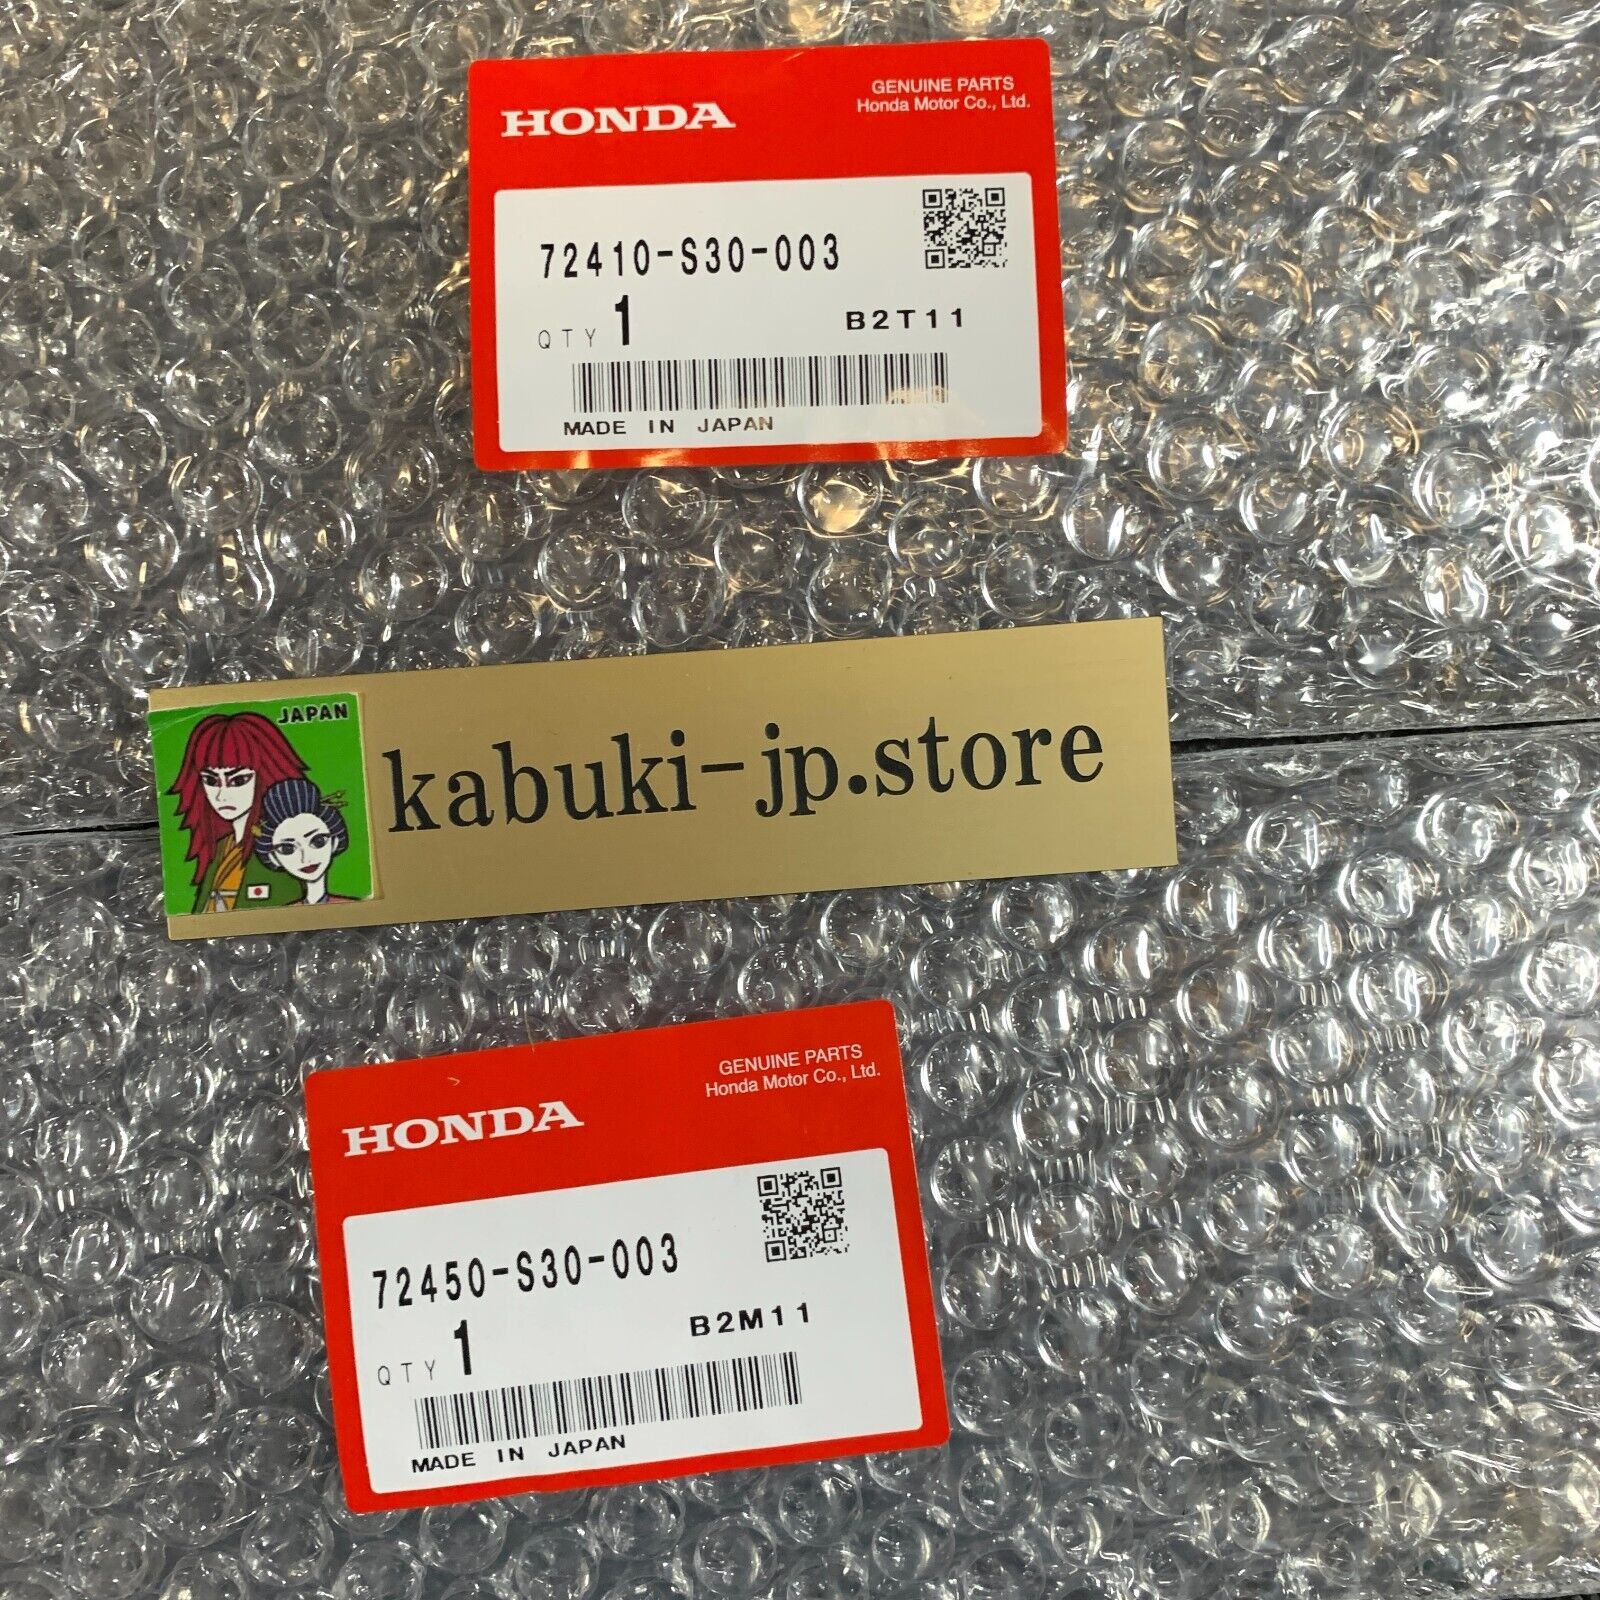 HONDA
GENUINE PARTS
Honda Motor Co., Ltd.
72410-S30-003
QTY 1
B2T11
MADE IN JAPAN
JAPAN
kabuki-jp.store
HONDA
GENUINE PARTS
Honda Motor Co., Ltd.
72450-S30-003
QTY 1
B2M11
MADE IN JAPAN